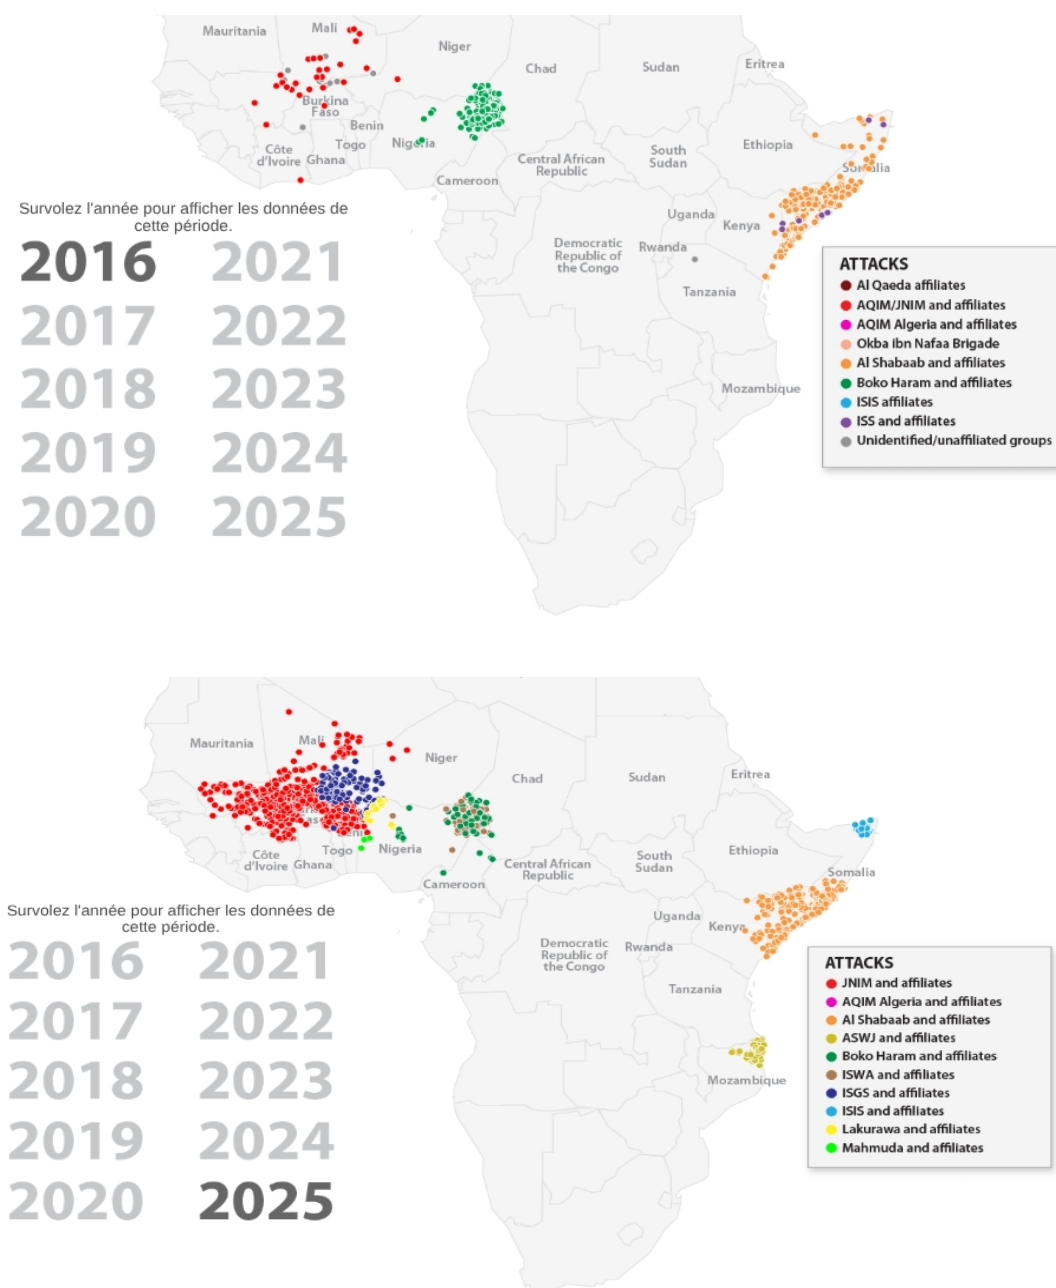 Mauritania
Mali
Niger
Chad
Sudan
Eritrea
Burkina
Faso
Benin
Togo
Nigeria
Côte
d'Ivoire
Ghana
Cameroon
Central African
Republic
South
Sudan
Ethiopia
Somalia
Uganda
Kenya
Rwanda
Democratic
Republic of
the Congo
Tanzania
Mozambique
Survolez l'année pour afficher les données de
cette période.
2016 2021
2017 2022
2018 2023
2019 2024
2020 2025
ATTACKS
Al Qaeda affiliates
AQIM/JNIM and affiliates
AQIM Algeria and affiliates
Okba ibn Nafaa Brigade
Al Shabaab and affiliates
Boko Haram and affiliates
ISIS affiliates
ISS and affiliates
Unidentified/unaffiliated groups
Mauritania
Mali
Niger
Chad
Sudan
Eritrea
Togo
Nigeria
Côte
d'Ivoire
Ghana
Cameroon
Central African
Republic
South
Sudan
Ethiopia
Somalia
Uganda
Kenya
Rwanda
Democratic
Republic of
the Congo
Tanzania
Mozambique
Survolez l'année pour afficher les données de
cette période.
2016 2021
2017 2022
2018 2023
2019 2024
2020 2025
ATTACKS
JNIM and affiliates
AQIM Algeria and affiliates
Al Shabaab and affiliates
ASWJ and affiliates
Boko Haram and affiliates
ISWA and affiliates
ISGS and affiliates
ISIS and affiliates
Lakurawa and affiliates
Mahmuda and affiliates